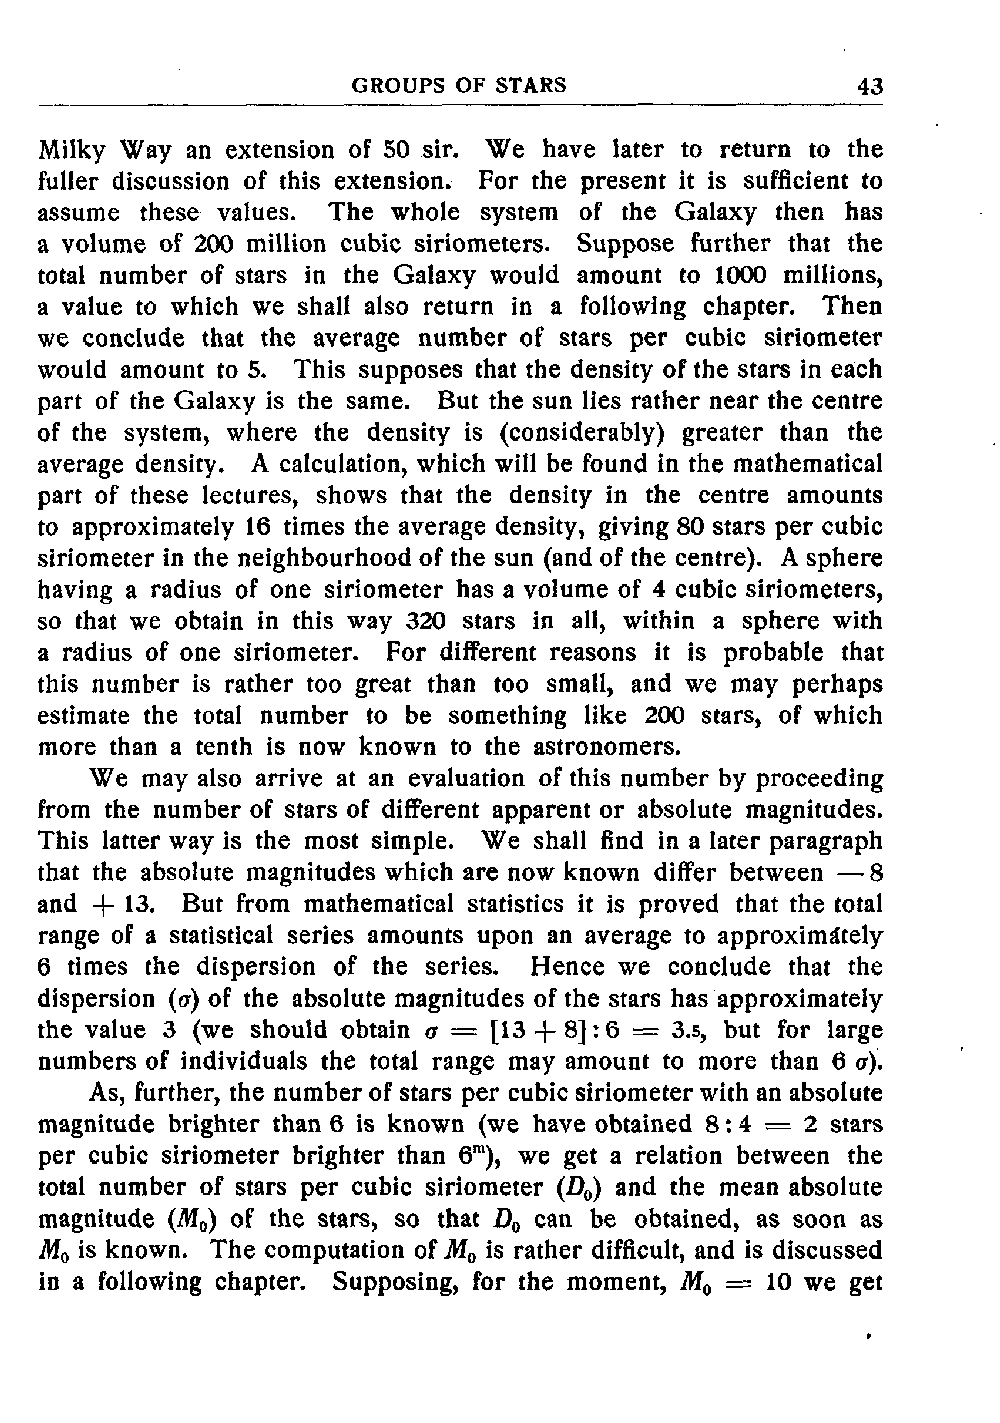 GROUPS OF STARS 43
Milky Way an extension of 50 sir. We have later to return to the
fuller discussion of this extension. For the present it is sufficient to
assume these values. The whole system of the Galaxy then has
a volume of 200 million cubic siriometers. Suppose further that the
total number of stars in the Galaxy would amount to 1000 millions,
a value to which we shall also return in a following chapter. Then
we conclude that the average number of stars per cubic siriometer
would amount to 5. This supposes that the density of the stars in each
part of the Galaxy is the same. But the sun lies rather near the centre
of the system, where the density is (considerably) greater than the
average density. A calculation, which will be found in the mathematical
part of these lectures, shows that the density in the centre amounts
to approximately 16 times the average density, giving 80 stars per cubic
siriometer in the neighbourhood of the sun (and of the centre). A sphere
having a radius of one siriometer has a volume of 4 cubic siriometers,
so that we obtain in this way 320 stars in all, within a sphere with
a radius of one siriometer. For different reasons it is probable that
this number is rather too great than too small, and we may perhaps
estimate the total number to be something like 200 stars, of which
more than a tenth is now known to the astronomers.
We may also arrive at an evaluation of this number by proceeding
from the number of stars of different apparent or absolute magnitudes.
This latter way is the most simple. We shall find in a later paragraph
that the absolute magnitudes which are now known differ between — 8
and + 13. But from mathematical statistics it is proved that the total
range of a statistical series amounts upon an average to approximately
6 times the dispersion of the series. Hence we conclude that the
dispersion (σ) of the absolute magnitudes of the stars has approximately
the value 3 (we should obtain σ = [13 + 8] : 6 = 3.5, but for large
numbers of individuals the total range may amount to more than 6 σ).
As, further, the number of stars per cubic siriometer with an absolute
magnitude brighter than 6 is known (we have obtained 8 : 4 = 2 stars
per cubic siriometer brighter than 6ᵐ), we get a relation between the
total number of stars per cubic siriometer (D₀) and the mean absolute
magnitude (M₀) of the stars, so that D₀ can be obtained, as soon as
M₀ is known. The computation of M₀ is rather difficult, and is discussed
in a following chapter. Supposing, for the moment, M₀ = 10 we get